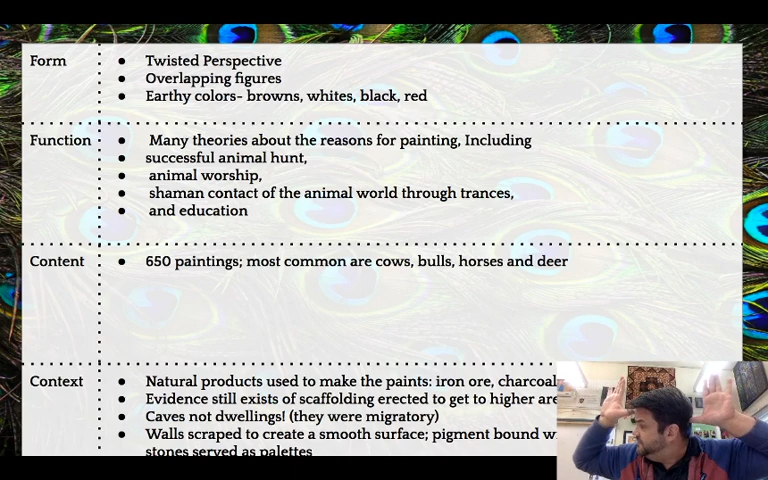 Form
● Twisted Perspective
● Overlapping figures
● Earthy colors- browns, whites, black, red
Function
● Many theories about the reasons for painting, Including
● successful animal hunt,
● animal worship,
● shaman contact of the animal world through trances,
● and education
Content
● 650 paintings; most common are cows, bulls, horses and deer
Context
● Natural products used to make the paints: iron ore, charcoal
● Evidence still exists of scaffolding erected to get to higher
● Caves not dwellings! (they were migratory)
● Walls scraped to create a smooth surface; pigment bound
stones served as palettes